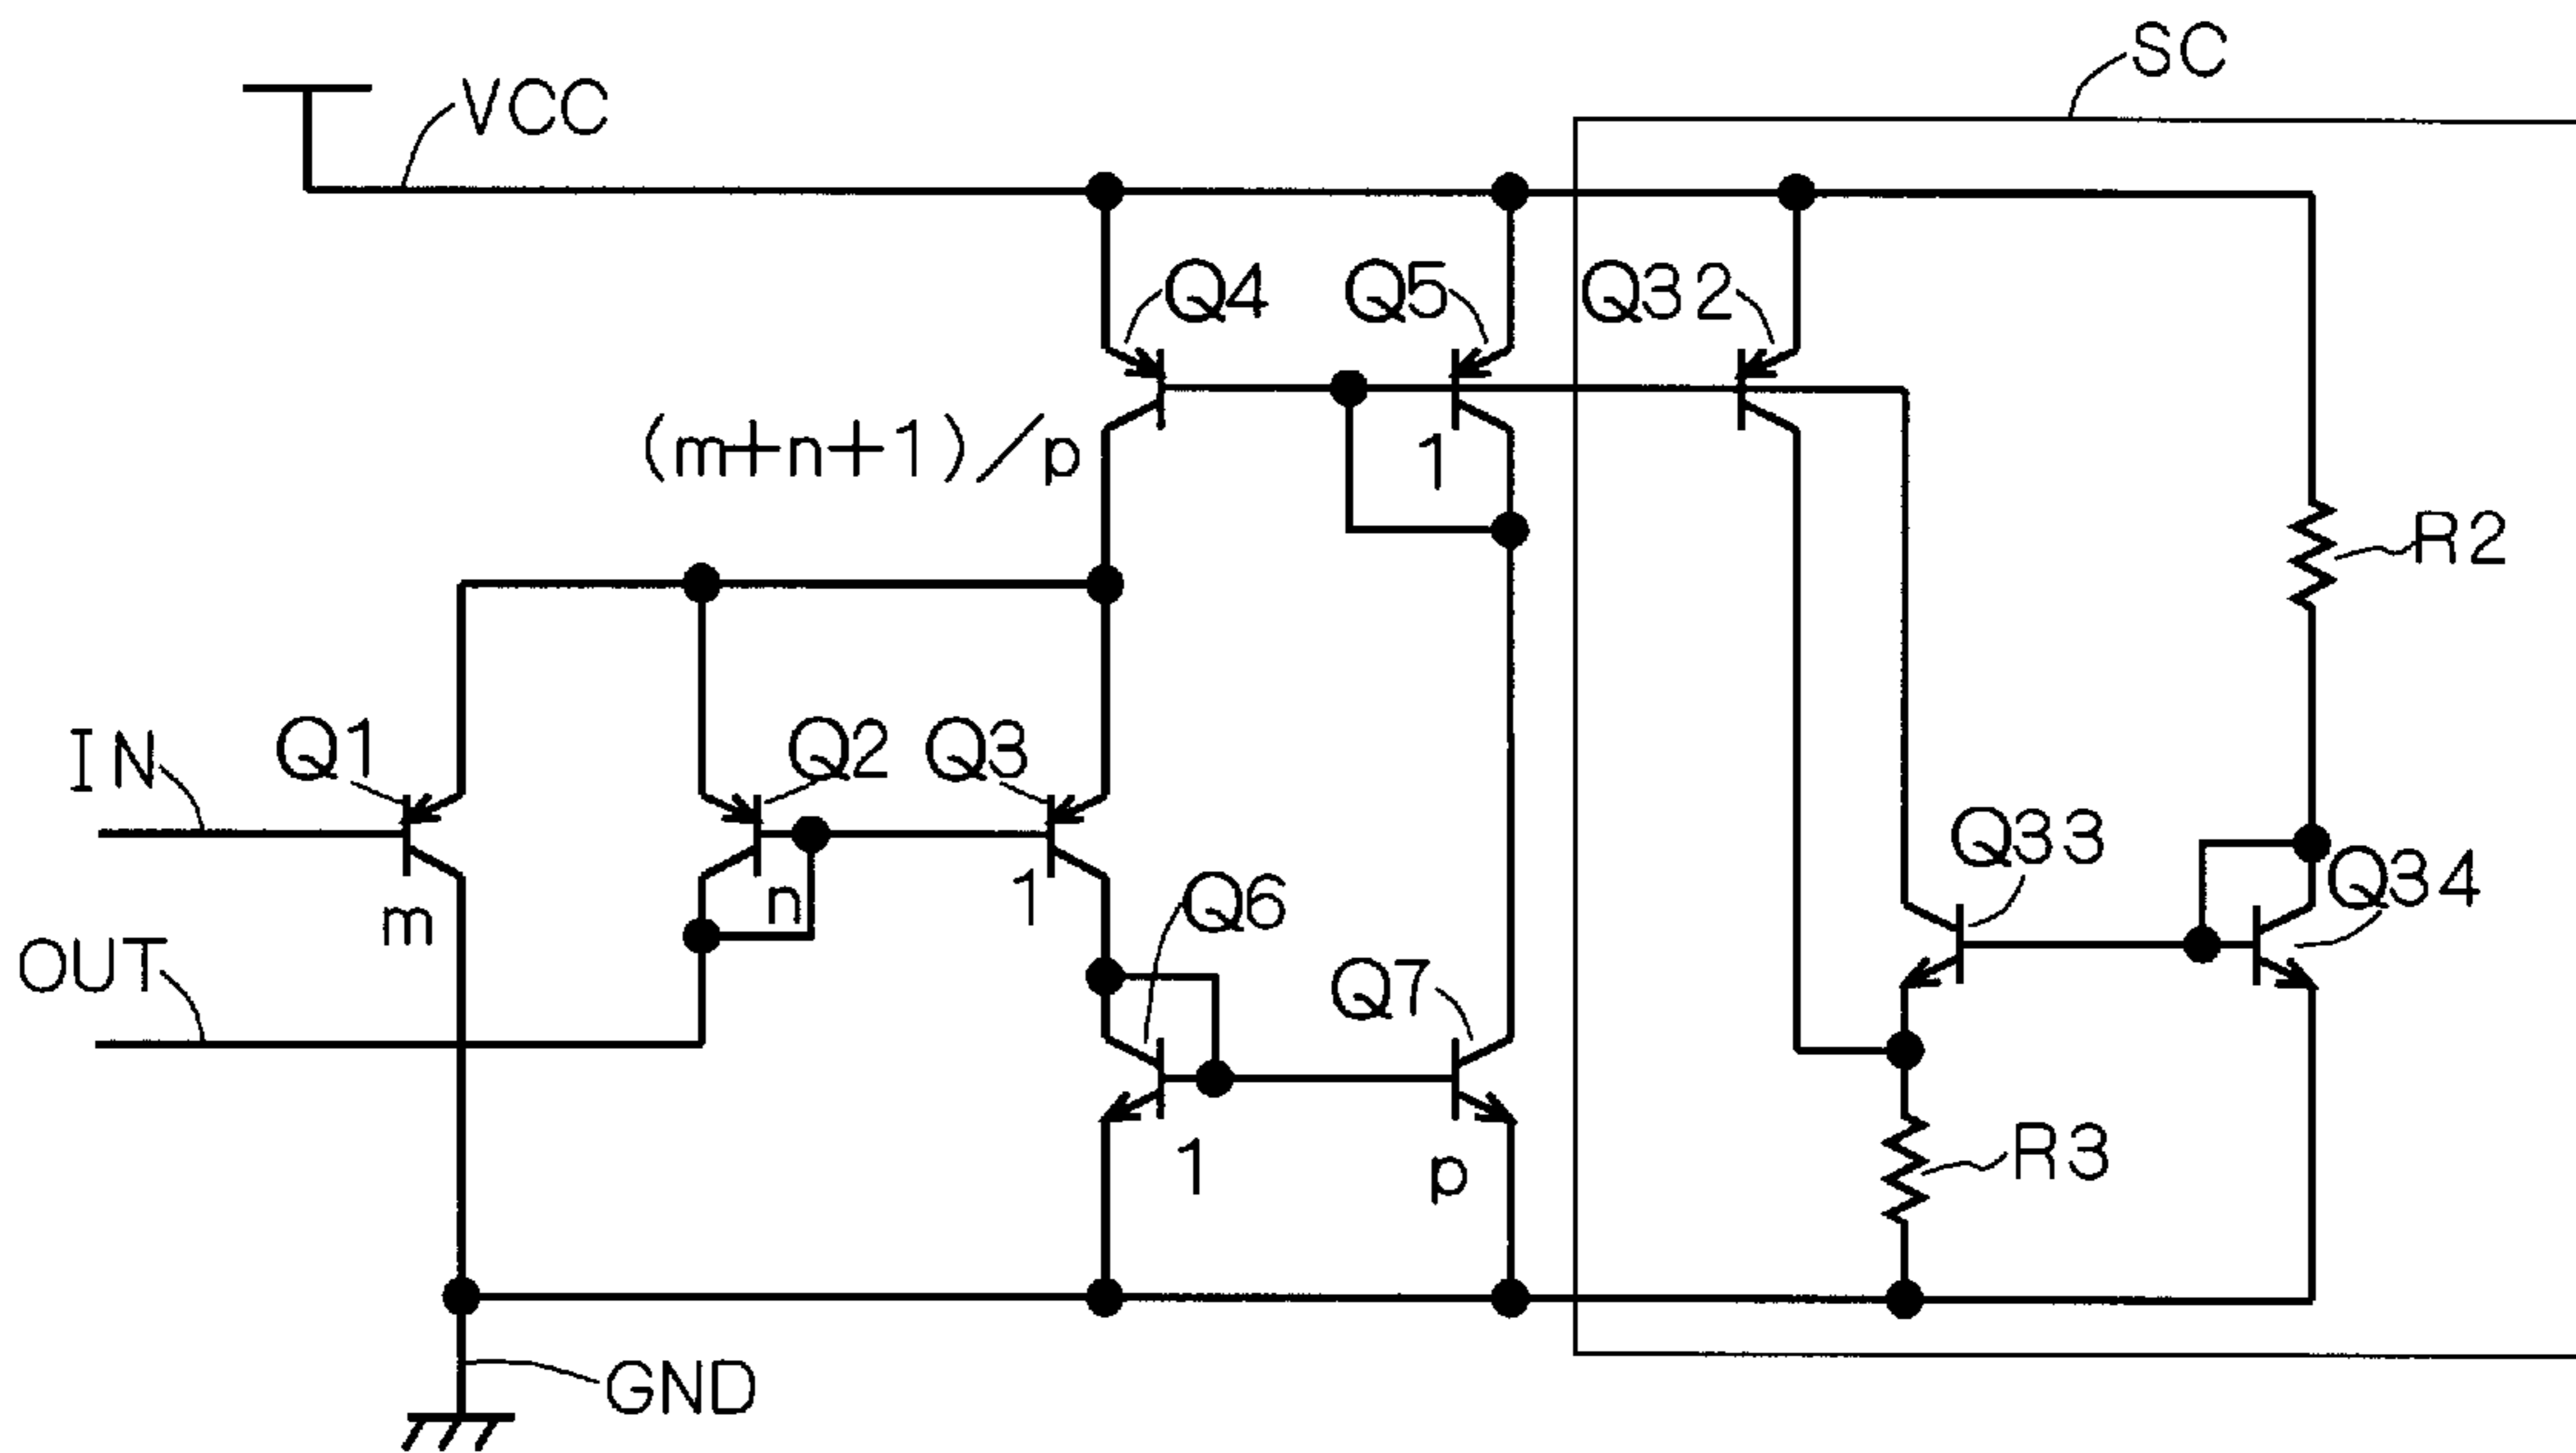 SC
VCC
Q4
Q5
Q32
(m+n+1)/p
1
R2
IN
Q1
Q2
Q3
Q33
Q34
m
n
1
Q6
OUT
Q7
1
p
R3
GND